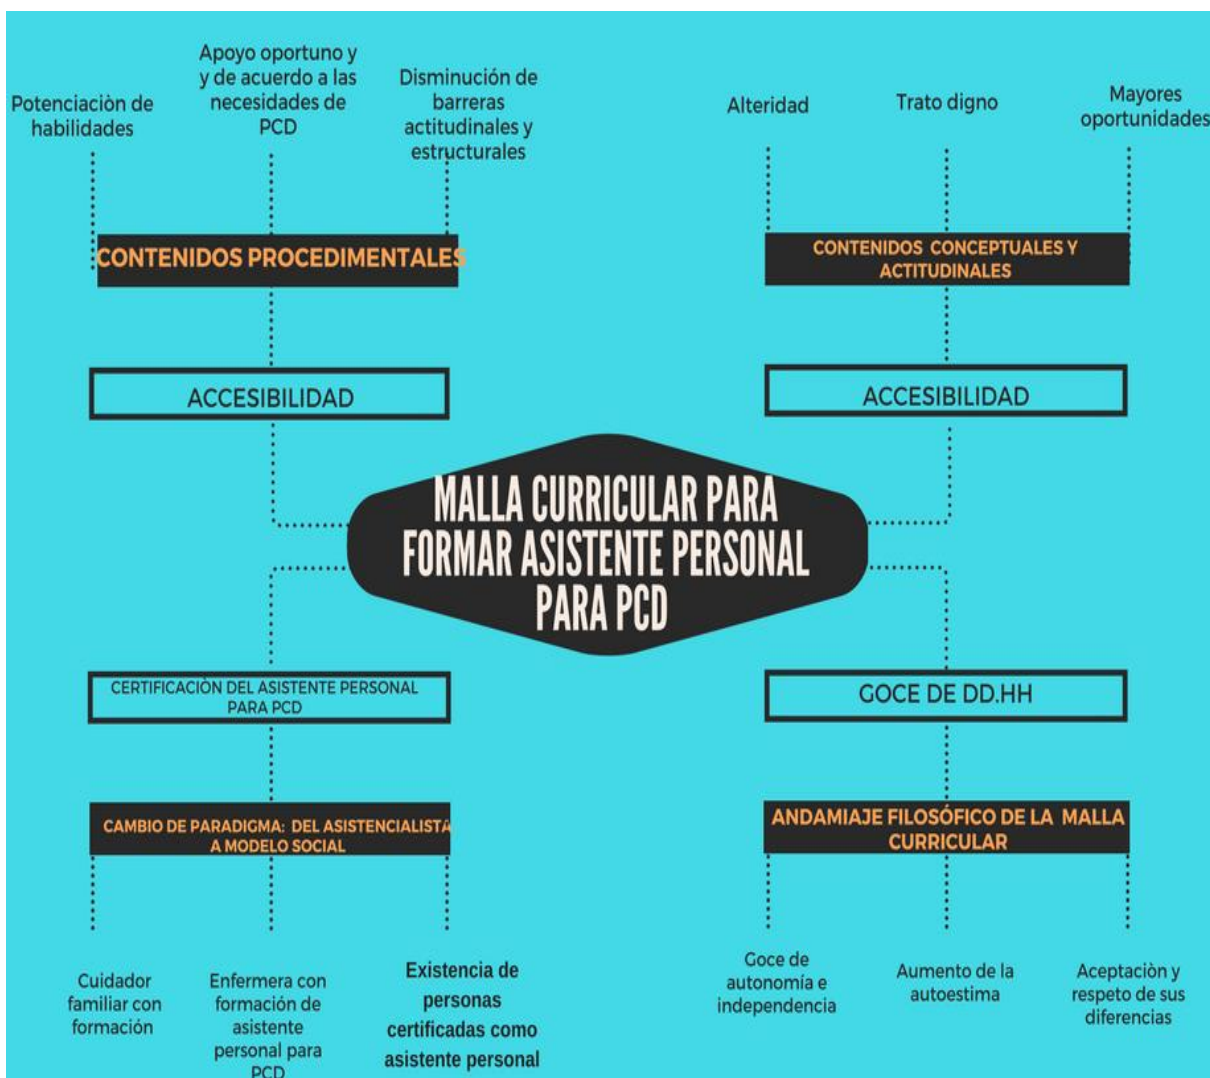 Potenciaciòn de
habilidades
Apoyo oportuno y
y de acuerdo a las
necesidades de
PCD
Disminución de
barreras
actitudinales y
estructurales
CONTENIDOS PROCEDIMENTALES
ACCESIBILIDAD
Alteridad
Trato digno
Mayores
oportunidades
CONTENIDOS CONCEPTUALES Y
ACTITUDINALES
ACCESIBILIDAD
MALLA CURRICULAR PARA
FORMAR ASISTENTE PERSONAL
PARA PCD
CERTIFICACIÒN DEL ASISTENTE PERSONAL
PARA PCD
CAMBIO DE PARADIGMA: DEL ASISTENCIALISTA
A MODELO SOCIAL
Cuidador
familiar con
formación
Enfermera con
formación de
asistente
personal para
PCD
Existencia de
personas
certificadas como
asistente personal
GOCE DE DD.HH
ANDAMIAJE FILOSÓFICO DE LA MALLA
CURRICULAR
Goce de
autonomía e
independencia
Aumento de la
autoestima
Aceptaciòn y
respeto de sus
diferencias